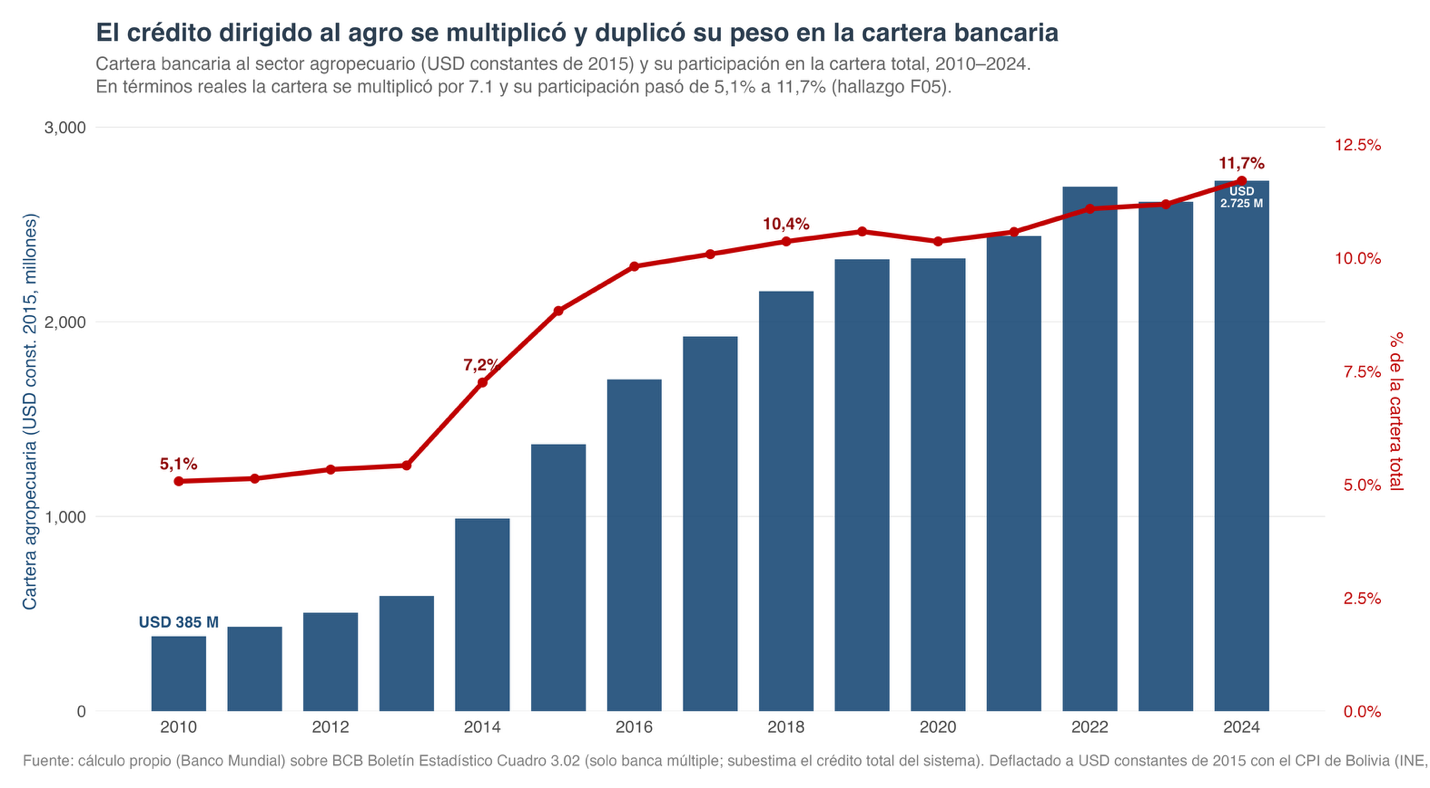 El crédito dirigido al agro se multiplicó y duplicó su peso en la cartera bancaria
Cartera bancaria al sector agropecuario (USD constantes de 2015) y su participación en la cartera total, 2010–2024.
En términos reales la cartera se multiplicó por 7.1 y su participación pasó de 5,1% a 11,7% (hallazgo F05).
Cartera agropecuaria (USD const. 2015, millones)
3,000
2,000
1,000
0
USD 385 M
5,1%
7,2%
10,4%
11,7%
USD
2.725 M
12.5%
10.0%
7.5%
5.0%
2.5%
0.0%
% de la cartera total
2010
2012
2014
2016
2018
2020
2022
2024
Fuente: cálculo propio (Banco Mundial) sobre BCB Boletín Estadístico Cuadro 3.02 (solo banca múltiple; subestima el crédito total del sistema). Deflactado a USD constantes de 2015 con el CPI de Bolivia (INE,